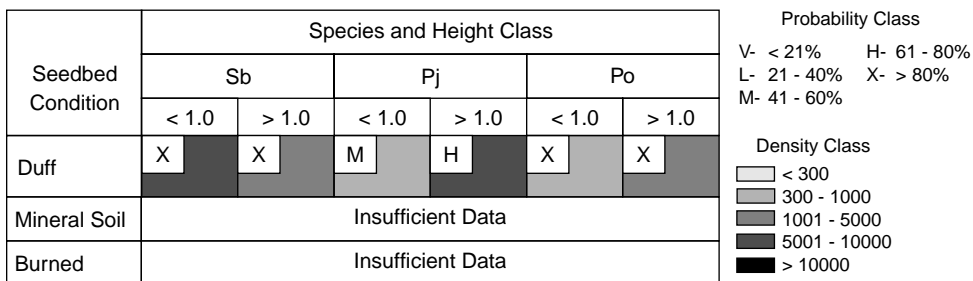 Species and Height Class
Seedbed Condition
Sb Pj Po
< 1.0 > 1.0 < 1.0 > 1.0 < 1.0 > 1.0
Duff X X M H X X
Mineral Soil Insufficient Data
Burned Insufficient Data
Probability Class
V- < 21% H- 61 - 80%
L- 21 - 40% X- > 80%
M- 41 - 60%
Density Class
< 300
300 - 1000
1001 - 5000
5001 - 10000
> 10000